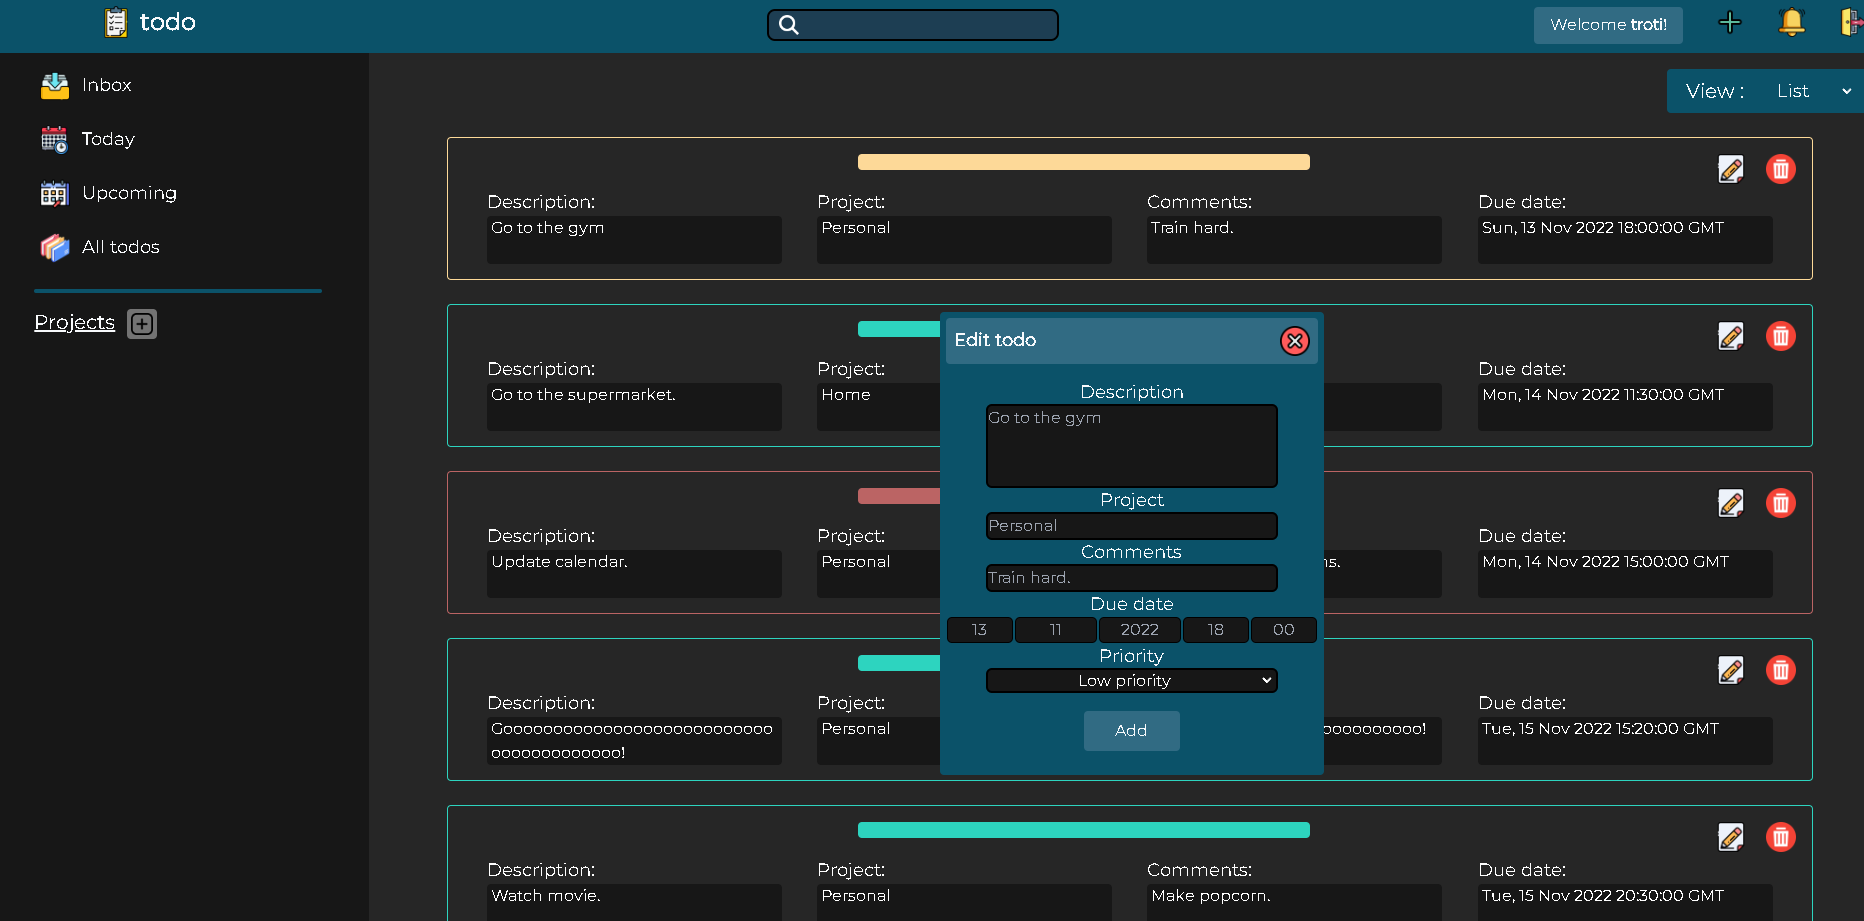 todo
Welcome troti!
Inbox
Today
Upcoming
All todos
Projects
View : List
Description: Project: Comments: Due date:
Go to the gym Personal Train hard. Sun, 13 Nov 2022 18:00:00 GMT
Description: Project: Due date:
Go to the supermarket. Home Mon, 14 Nov 2022 11:30:00 GMT
Description: Project: Due date:
Update calendar. Personal Mon, 14 Nov 2022 15:00:00 GMT
Description: Project: Due date:
Personal Tue, 15 Nov 2022 15:20:00 GMT
Description: Project: Comments: Due date:
Watch movie. Personal Make popcorn. Tue, 15 Nov 2022 20:30:00 GMT
Edit todo
Description
Go to the gym
Project
Personal
Comments
Train hard.
Due date
13 11 2022 18 00
Priority
Low priority
Add